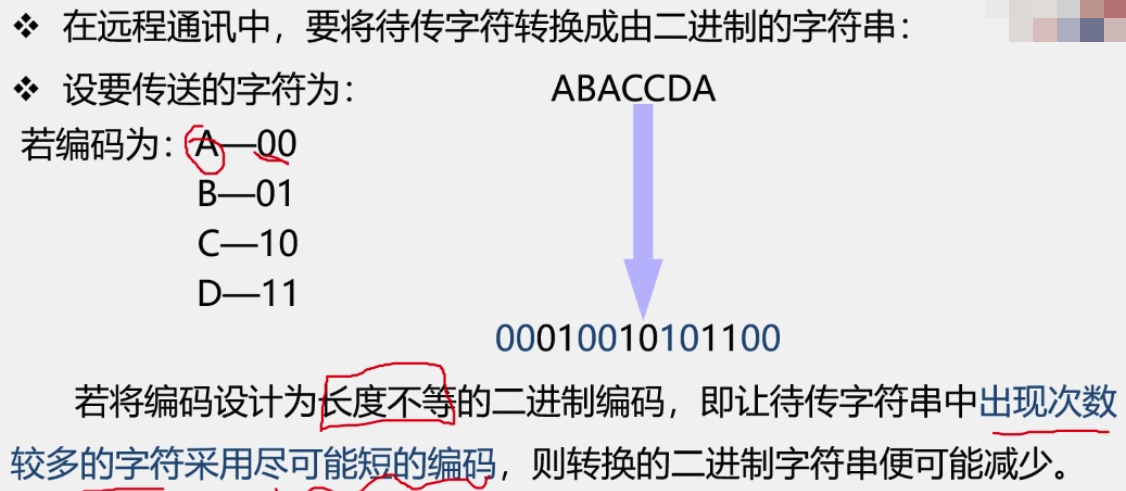 ❖ 在远程通讯中，要将待传字符转换成由二进制的字符串：
❖ 设要传送的字符为： ABACCDA
若编码为：A—00
B—01
C—10
D—11
00010010101100
若将编码设计为长度不等的二进制编码，即让待传字符串中出现次数
较多的字符采用尽可能短的编码，则转换的二进制字符串便可能减少。